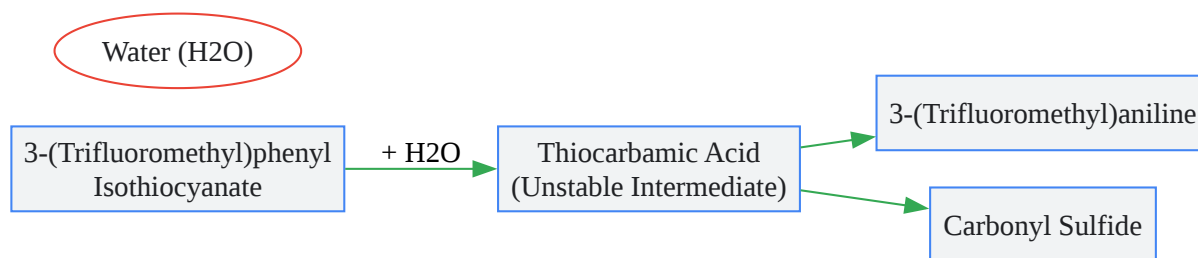 Water (H2O)
3-(Trifluoromethyl)phenyl
Isothiocyanate
+ H2O
Thiocarbamic Acid
(Unstable Intermediate)
3-(Trifluoromethyl)aniline
Carbonyl Sulfide